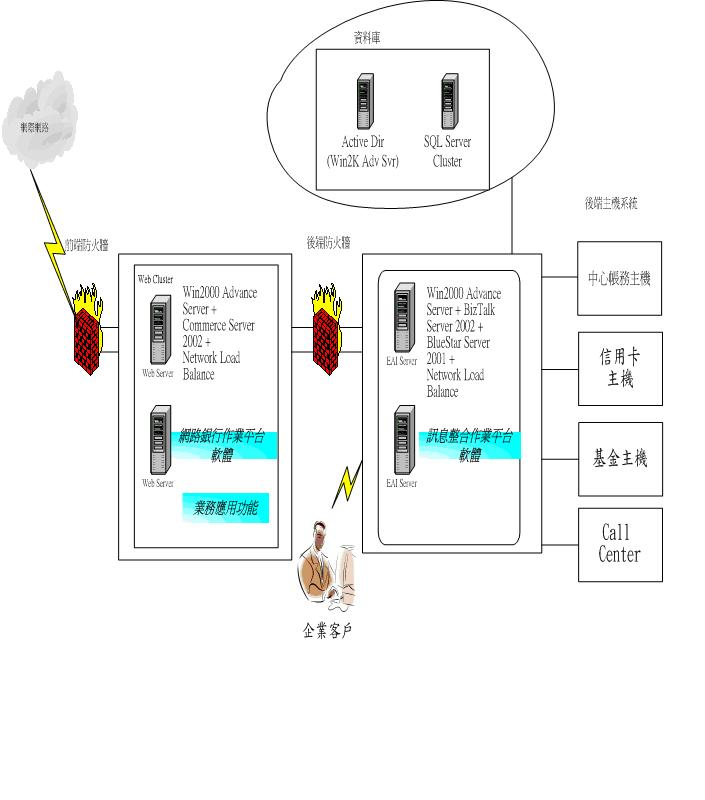 資料庫
Active Dir
(Win2K Adv Svr)
SQL Server
Cluster
網際網路
前端防火牆
後端防火牆
後端主機系統
Web Cluster
Win2000 Advance
Server +
Commerce Server
2002 +
Network Load
Balance
Web Server
網路銀行作業平台
軟體
Web Server
業務應用功能
Win2000 Advance
Server + BizTalk
Server 2002 +
BlueStar Server
2001 +
Network Load
Balance
EAI Server
訊息整合作業平台
軟體
EAI Server
中心帳務主機
信用卡
主機
基金主機
Call
Center
企業客戶